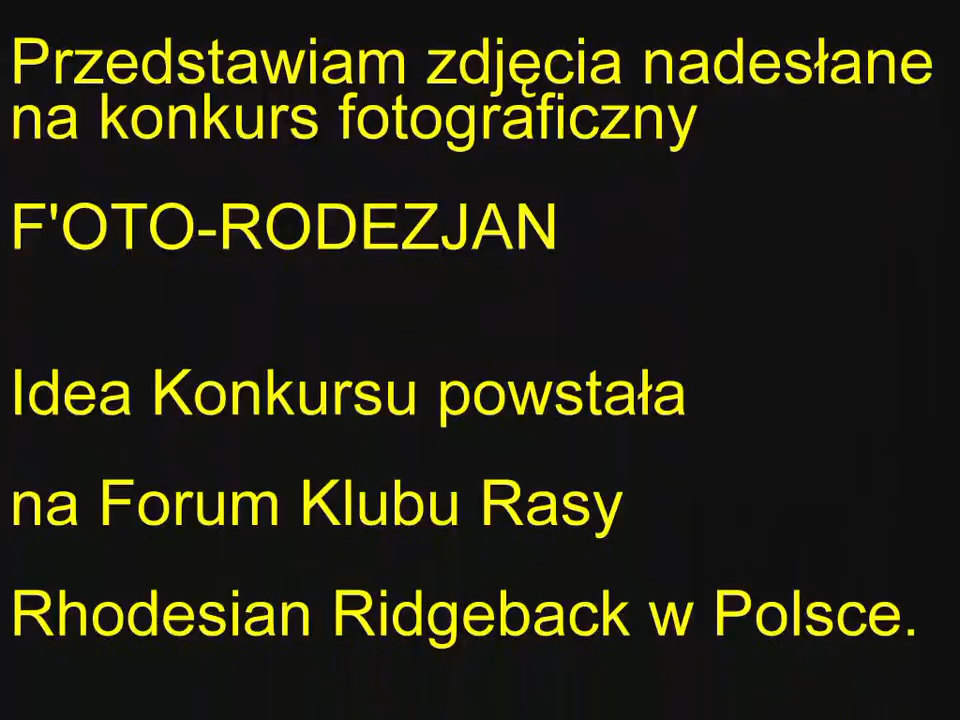 Przedstawiam zdjęcia nadesłane
na konkurs fotograficzny
F'OTO-RODEZJAN
Idea Konkursu powstała
na Forum Klubu Rasy
Rhodesian Ridgeback w Polsce.